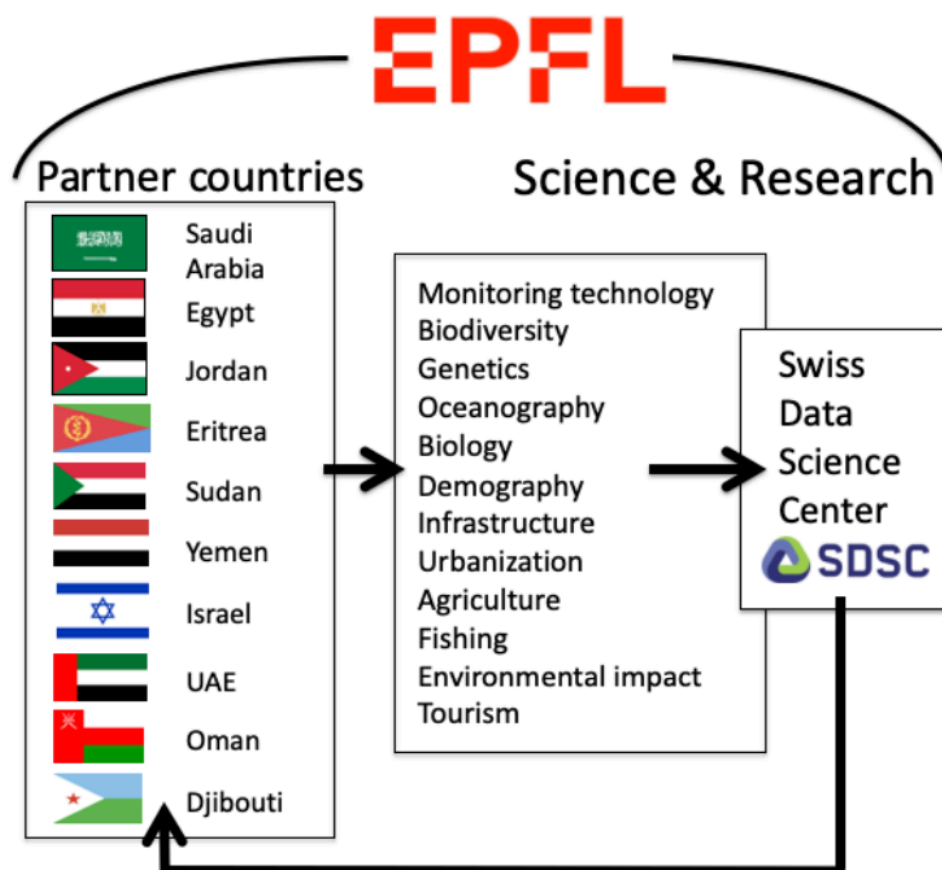 EPFL
Partner countries
Science & Research
Saudi
Arabia
Egypt
Jordan
Eritrea
Sudan
Yemen
Israel
UAE
Oman
Djibouti
Monitoring technology
Biodiversity
Genetics
Oceanography
Biology
Demography
Infrastructure
Urbanization
Agriculture
Fishing
Environmental impact
Tourism
Swiss
Data
Science
Center
SDSC